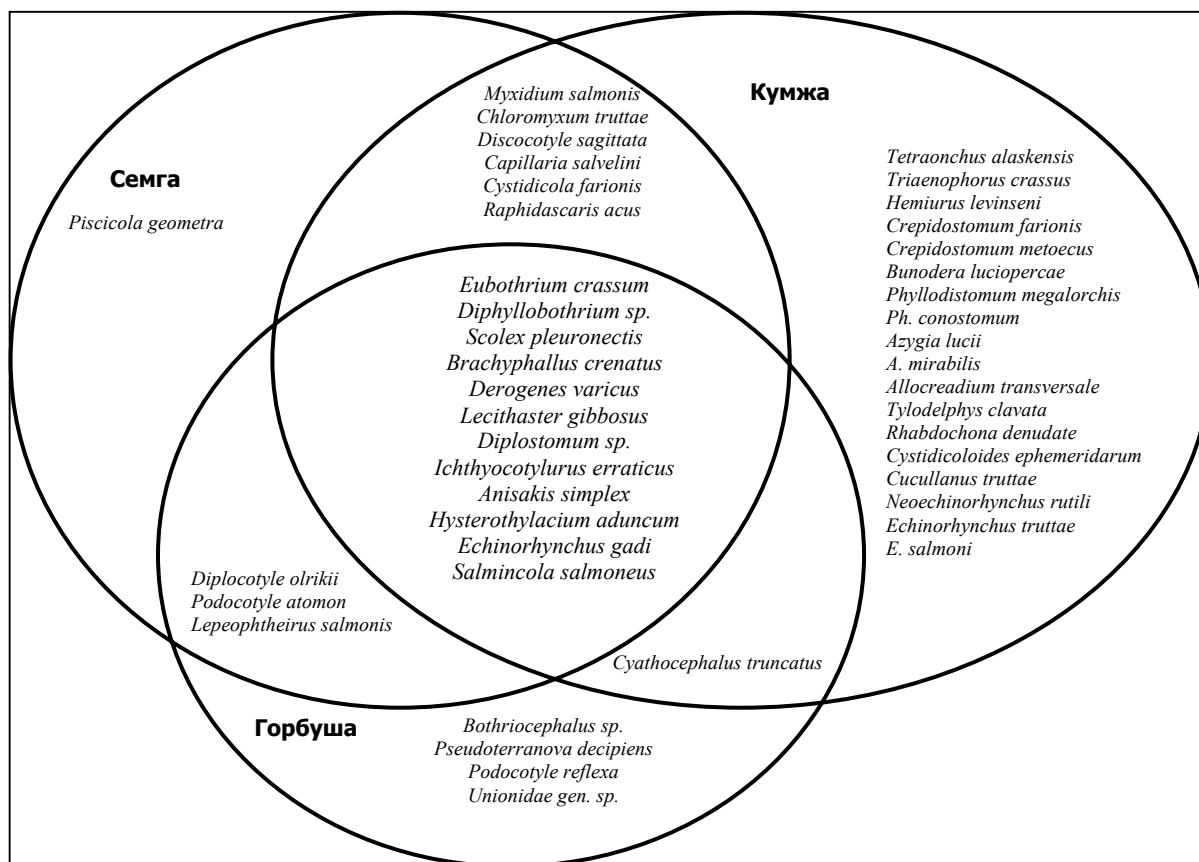 Семга
Piscicola geometra
Myxidium salmonis
Chloromyxum truttae
Discocotyle sagittata
Capillaria salvelini
Cystidicola farionis
Raphidascaris acus
Кумжа
Tetraonchus alaskensis
Triaenophorus crassus
Hemiurus levinseni
Crepidostomum farionis
Crepidostomum metoecus
Bunodera luciopercae
Phyllodistomum megalorchis
Ph. conostomum
Azygia lucii
A. mirabilis
Allocreadium transversale
Tylodelphys clavata
Rhabdochona denudate
Cystidicoloides ephemeridarum
Cucullanus truttae
Neoechinorhynchus rutili
Echinorhynchus truttae
E. salmoni
Eubothrium crassum
Diphyllobothrium sp.
Scolex pleuronectis
Brachyphallus crenatus
Derogenes varicus
Lecithaster gibbosus
Diplostomum sp.
Ichthyocotylurus erraticus
Anisakis simplex
Hysterothylacium aduncum
Echinorhynchus gadi
Salmincola salmoneus
Diplocotyle olrikii
Podocotyle atomon
Lepeophtheirus salmonis
Cyathocephalus truncatus
Горбуша
Bothriocephalus sp.
Pseudoterranova decipiens
Podocotyle reflexa
Unionidae gen. sp.